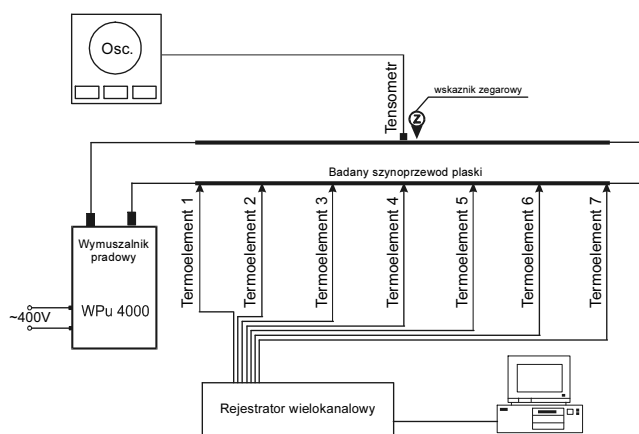 Osc.
Tensometr
wskaznik zegarowy
Z
Badany szynoprzewod plaski
Wymuszalnik
pradowy
WPu 4000
~400V
Termoelement 1
Termoelement 2
Termoelement 3
Termoelement 4
Termoelement 5
Termoelement 6
Termoelement 7
Rejestrator wielokanalowy